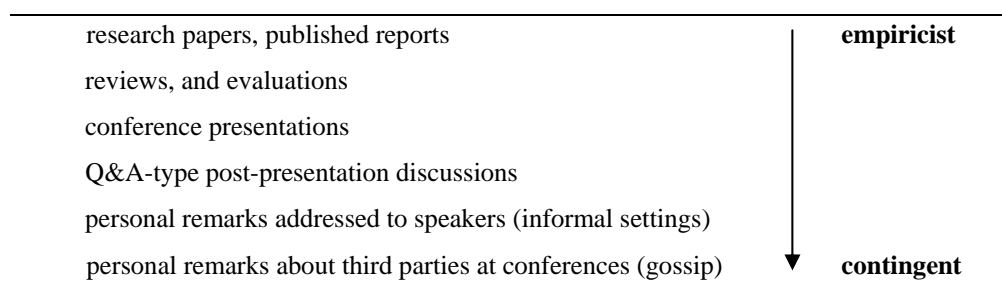 research papers, published reports empiricist
reviews, and evaluations
conference presentations
Q&A-type post-presentation discussions
personal remarks addressed to speakers (informal settings)
personal remarks about third parties at conferences (gossip) contingent